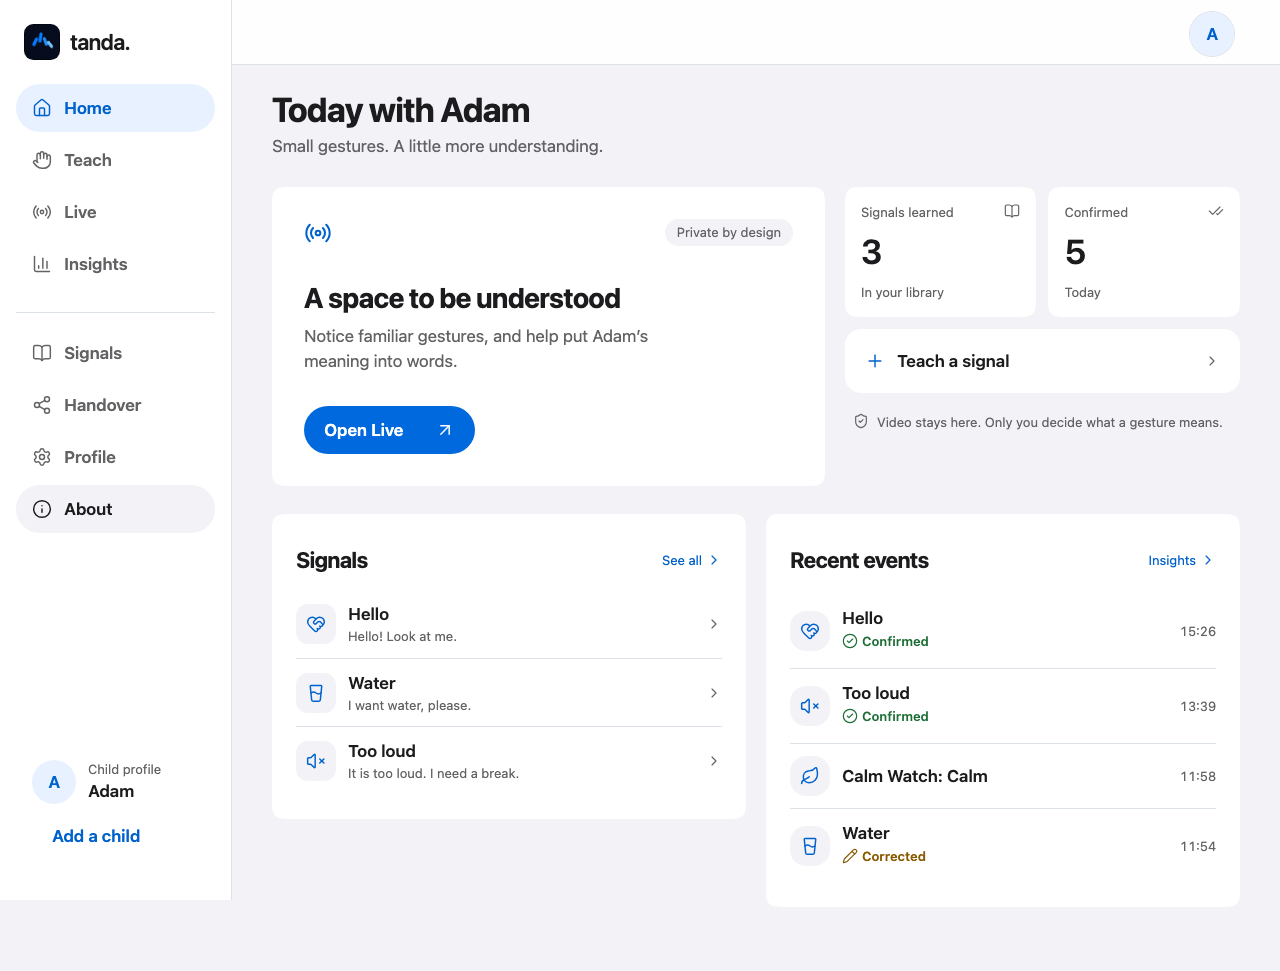 tanda.
Home
Teach
Live
Insights
Signals
Handover
Profile
About
A
Child profile
Adam
Add a child
A
Today with Adam
Small gestures. A little more understanding.
Private by design
A space to be understood
Notice familiar gestures, and help put Adam’s
meaning into words.
Open Live
Signals learned
3
In your library
Confirmed
5
Today
Teach a signal
Video stays here. Only you decide what a gesture means.
Signals
See all
Hello
Hello! Look at me.
Water
I want water, please.
Too loud
It is too loud. I need a break.
Recent events
Insights
Hello
Confirmed
15:26
Too loud
Confirmed
13:39
Calm Watch: Calm
11:58
Water
Corrected
11:54